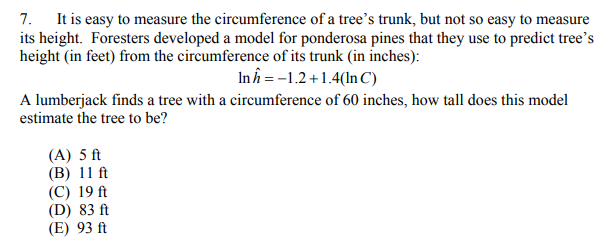 7. It is easy to measure the circumference of a tree’s trunk, but not so easy to measure
its height. Foresters developed a model for ponderosa pines that they use to predict tree’s
height (in feet) from the circumference of its trunk (in inches):
ln ĥ = −1.2 + 1.4(ln C)
A lumberjack finds a tree with a circumference of 60 inches, how tall does this model
estimate the tree to be?
(A) 5 ft
(B) 11 ft
(C) 19 ft
(D) 83 ft
(E) 93 ft